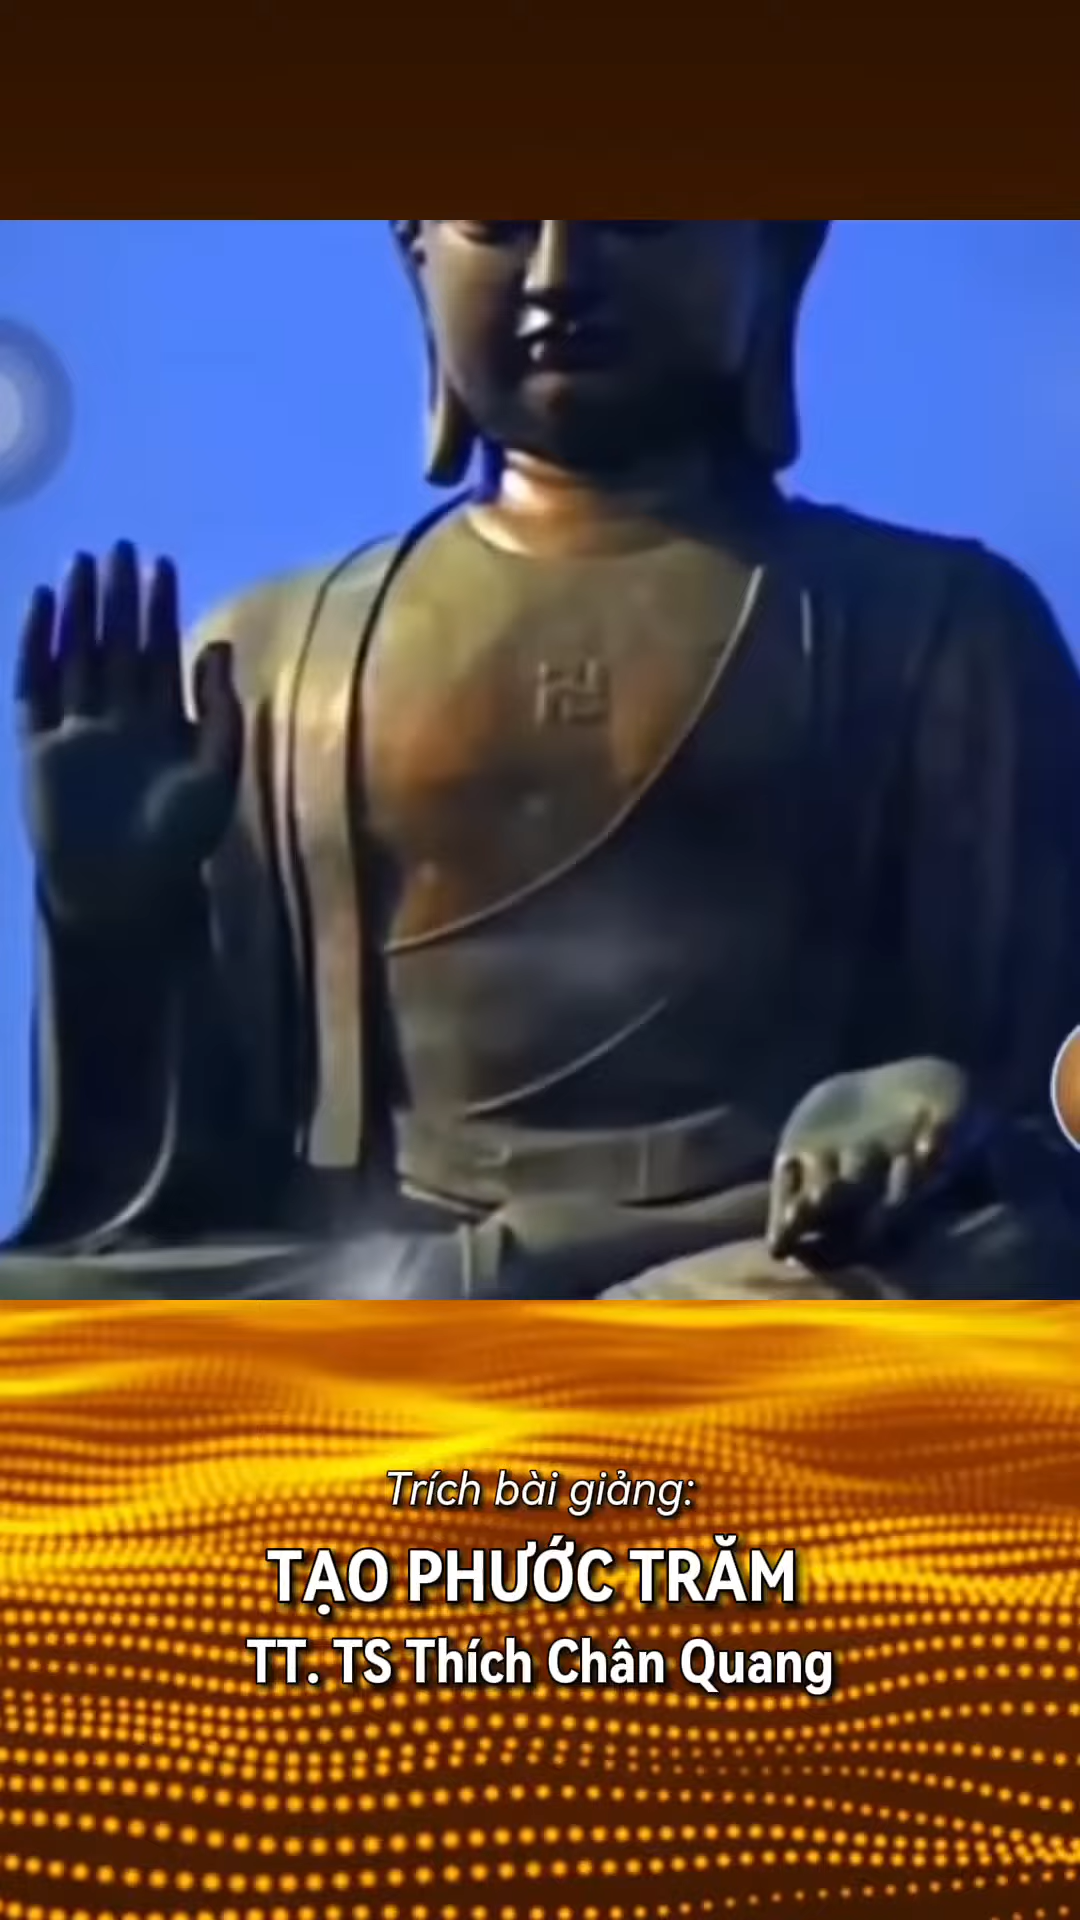 Trích bài giảng:
TẠO PHƯỚC TRĂM
TT. TS Thích Chân Quang